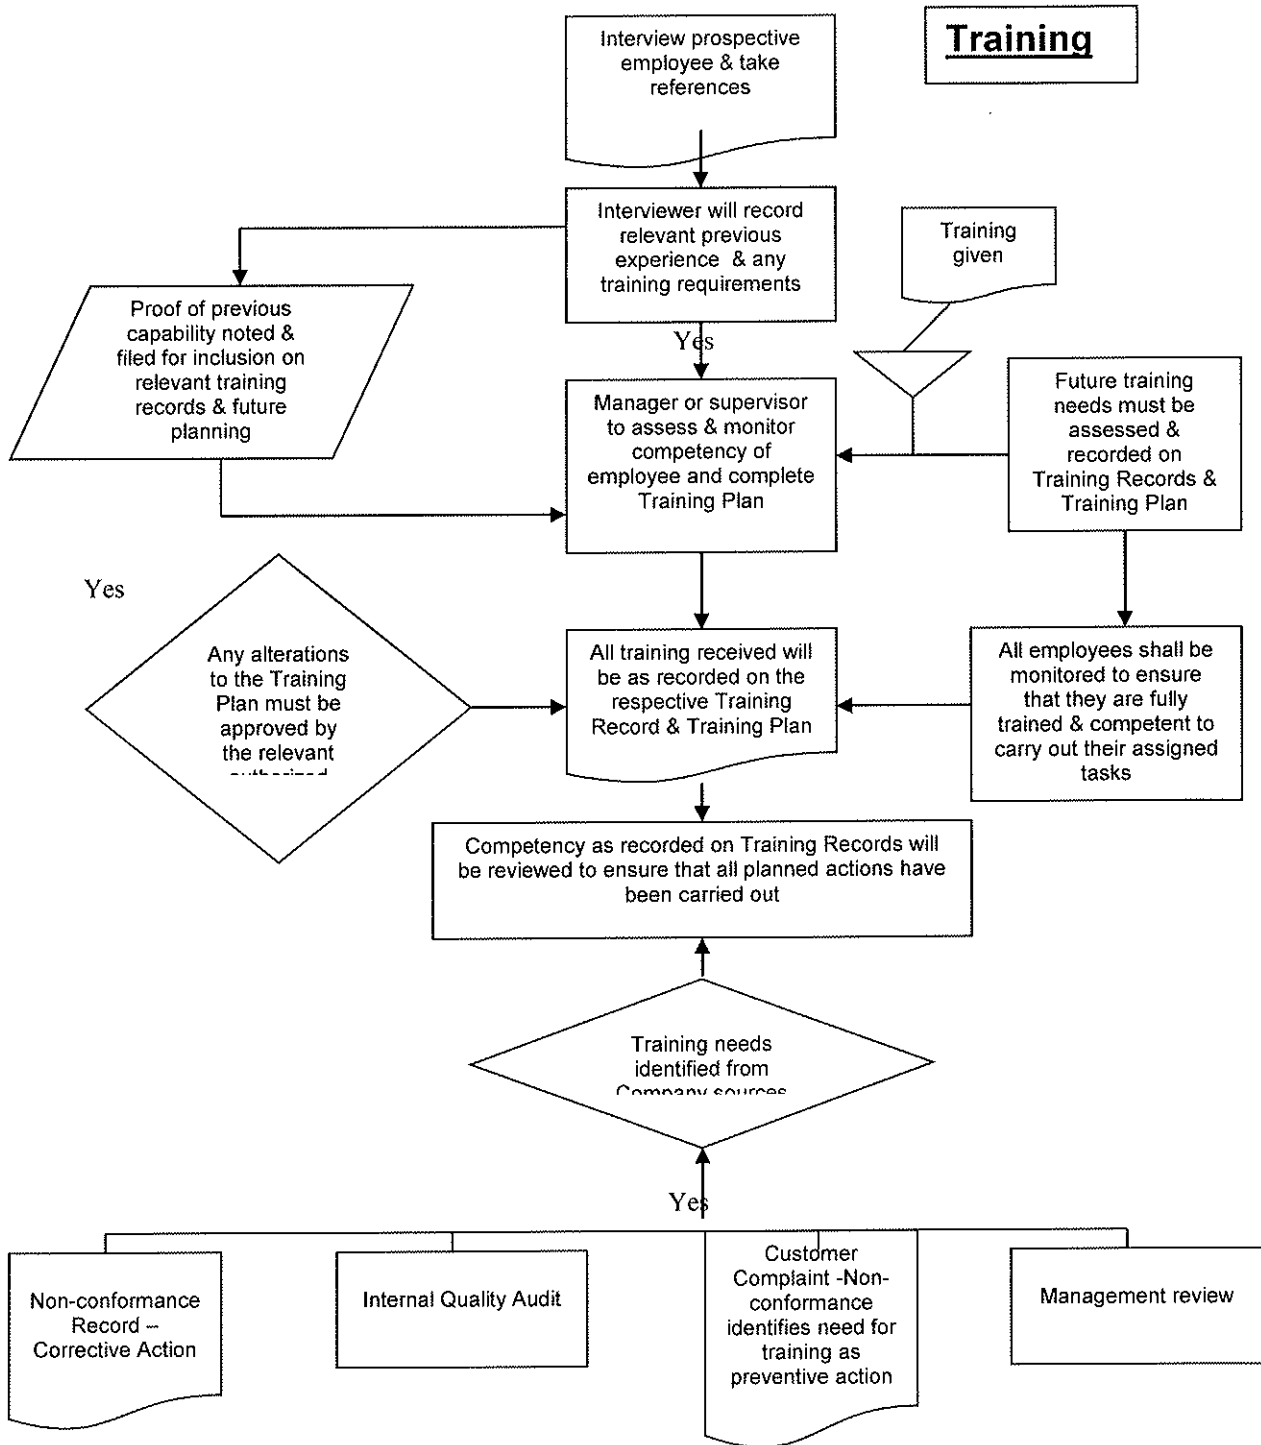 Training
Interview prospective
employee & take
references
Interviewer will record
relevant previous
experience & any
training requirements
Training
given
Yes
Proof of previous
capability noted &
filed for inclusion on
relevant training
records & future
planning
Manager or supervisor
to assess & monitor
competency of
employee and complete
Training Plan
Future training
needs must be
assessed &
recorded on
Training Records &
Training Plan
Yes
Any alterations
to the Training
Plan must be
approved by
the relevant
authorized
All training received will
be as recorded on the
respective Training
Record & Training Plan
All employees shall be
monitored to ensure
that they are fully
trained & competent to
carry out their assigned
tasks
Competency as recorded on Training Records will
be reviewed to ensure that all planned actions have
been carried out
Training needs
identified from
Company sources
Yes
Non-conformance
Record –
Corrective Action
Internal Quality Audit
Customer
Complaint -Non-
conformance
identifies need for
training as
preventive action
Management review